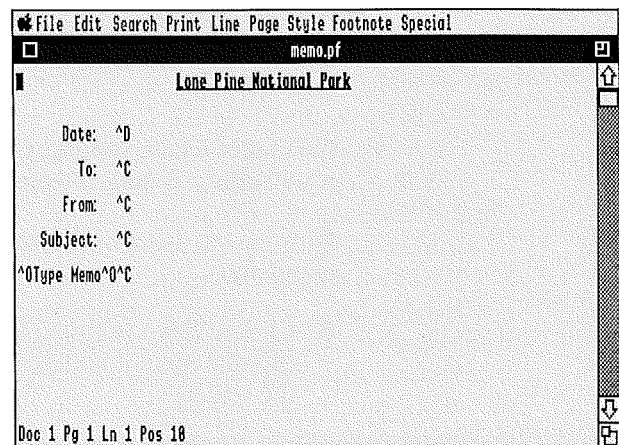 File Edit Search Print Line Page Style Footnote Special
memo.pf
Lone Pine National Park
Date: ^D
To: ^C
From: ^C
Subject: ^C
^OType Memo^O^C
Doc 1 Pg 1 Ln 1 Pos 10